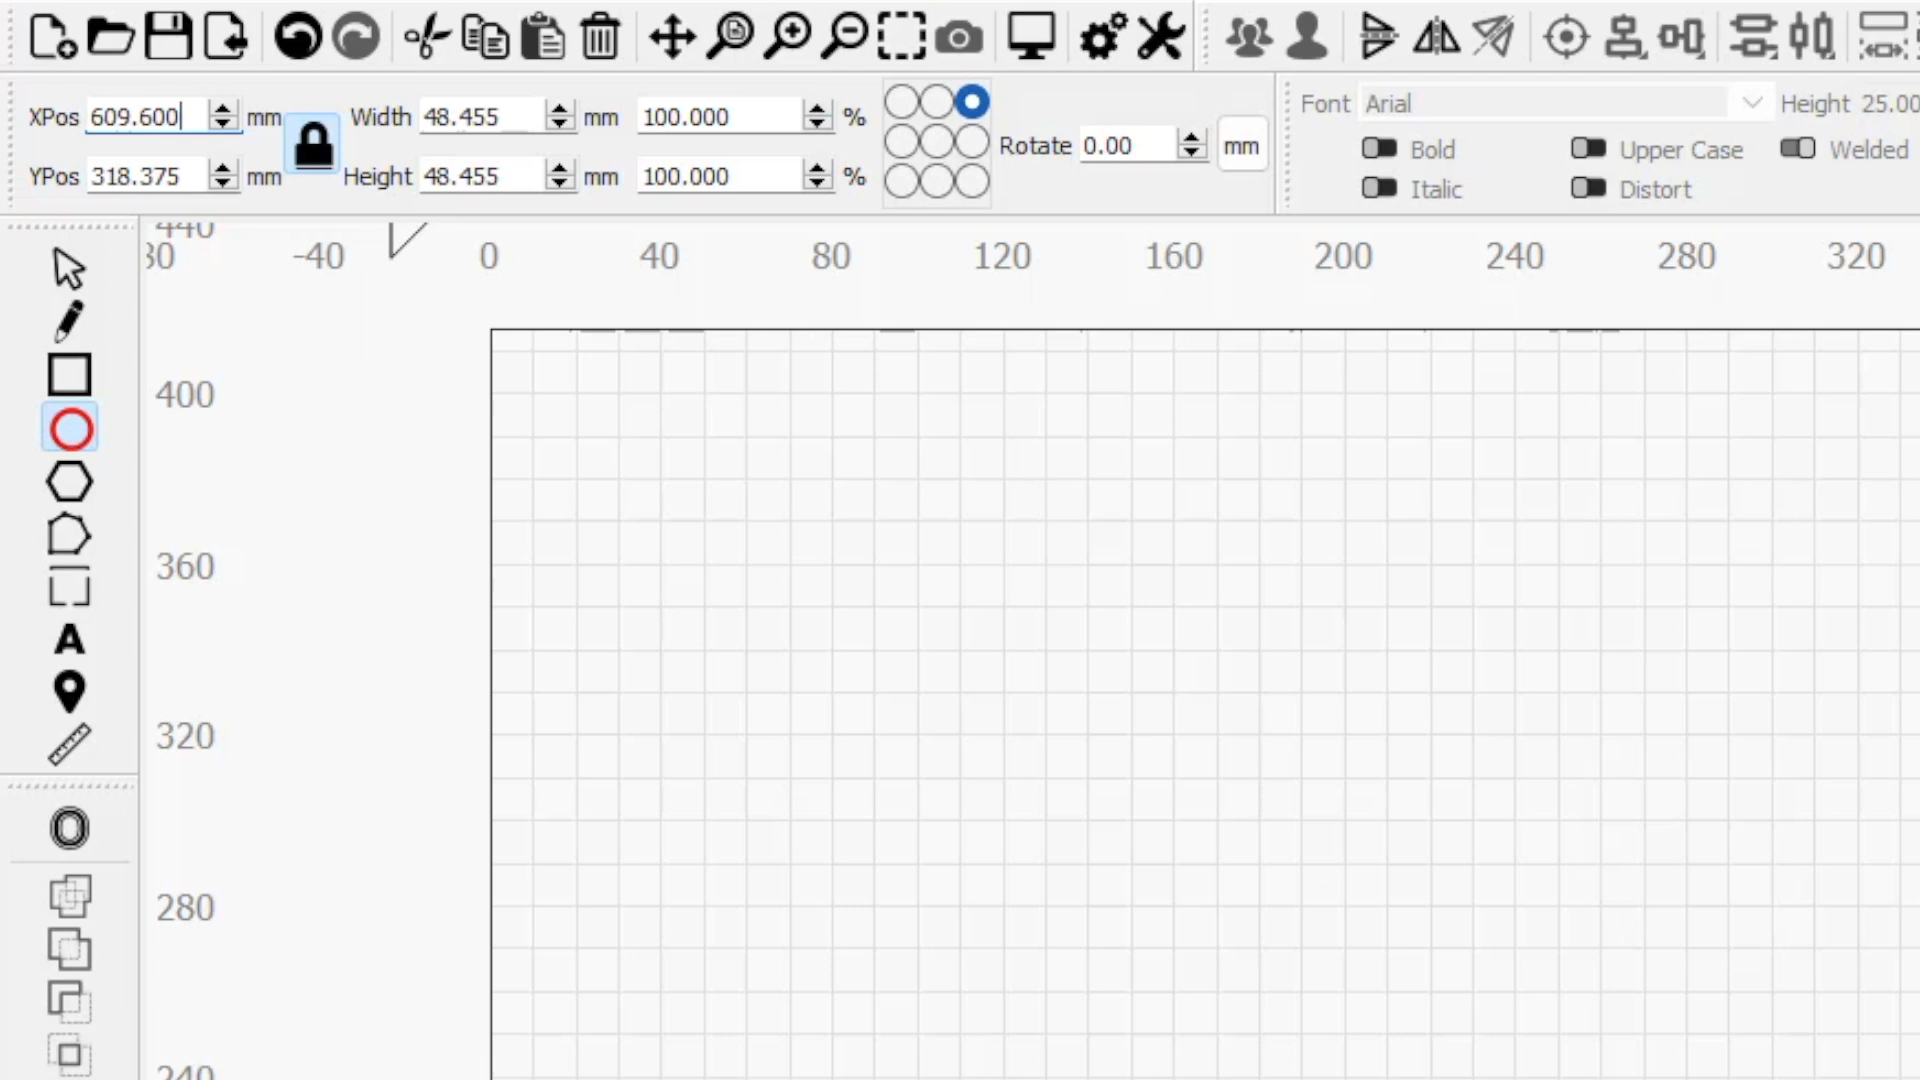 XPos 609.600 mm Width 48.455 mm 100.000 %
YPos 318.375 mm Height 48.455 mm 100.000 %
Rotate 0.00 mm
Font Arial Height 25.00
Bold Upper Case Welded
Italic Distort
-40 0 40 80 120 160 200 240 280 320
440
400
360
320
280
240
A